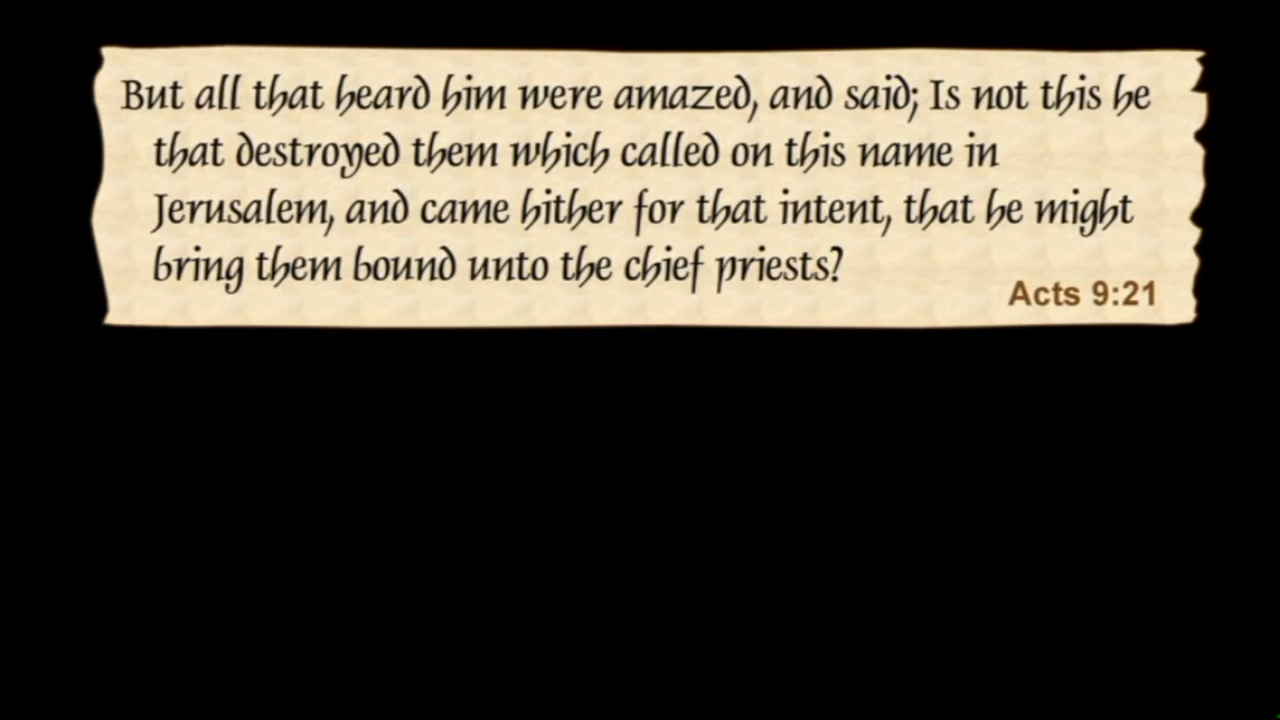 But all that heard him were amazed, and said; Is not this he
that destroyed them which called on this name in
Jerusalem, and came hither for that intent, that he might
bring them bound unto the chief priests?
Acts 9:21